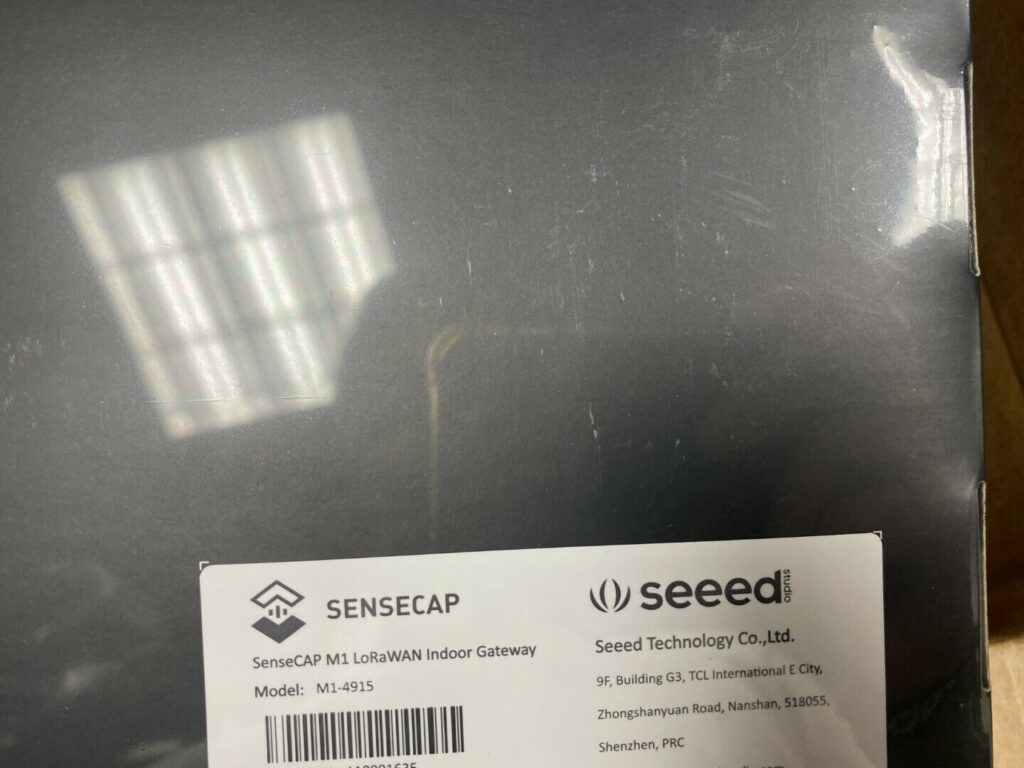 SENSECAP
SenseCAP M1 LoRaWAN Indoor Gateway
Model: M1-4915
seeed studio
Seeed Technology Co.,Ltd.
9F, Building G3, TCL International E City,
Zhongshanyuan Road, Nanshan, 518055,
Shenzhen, PRC